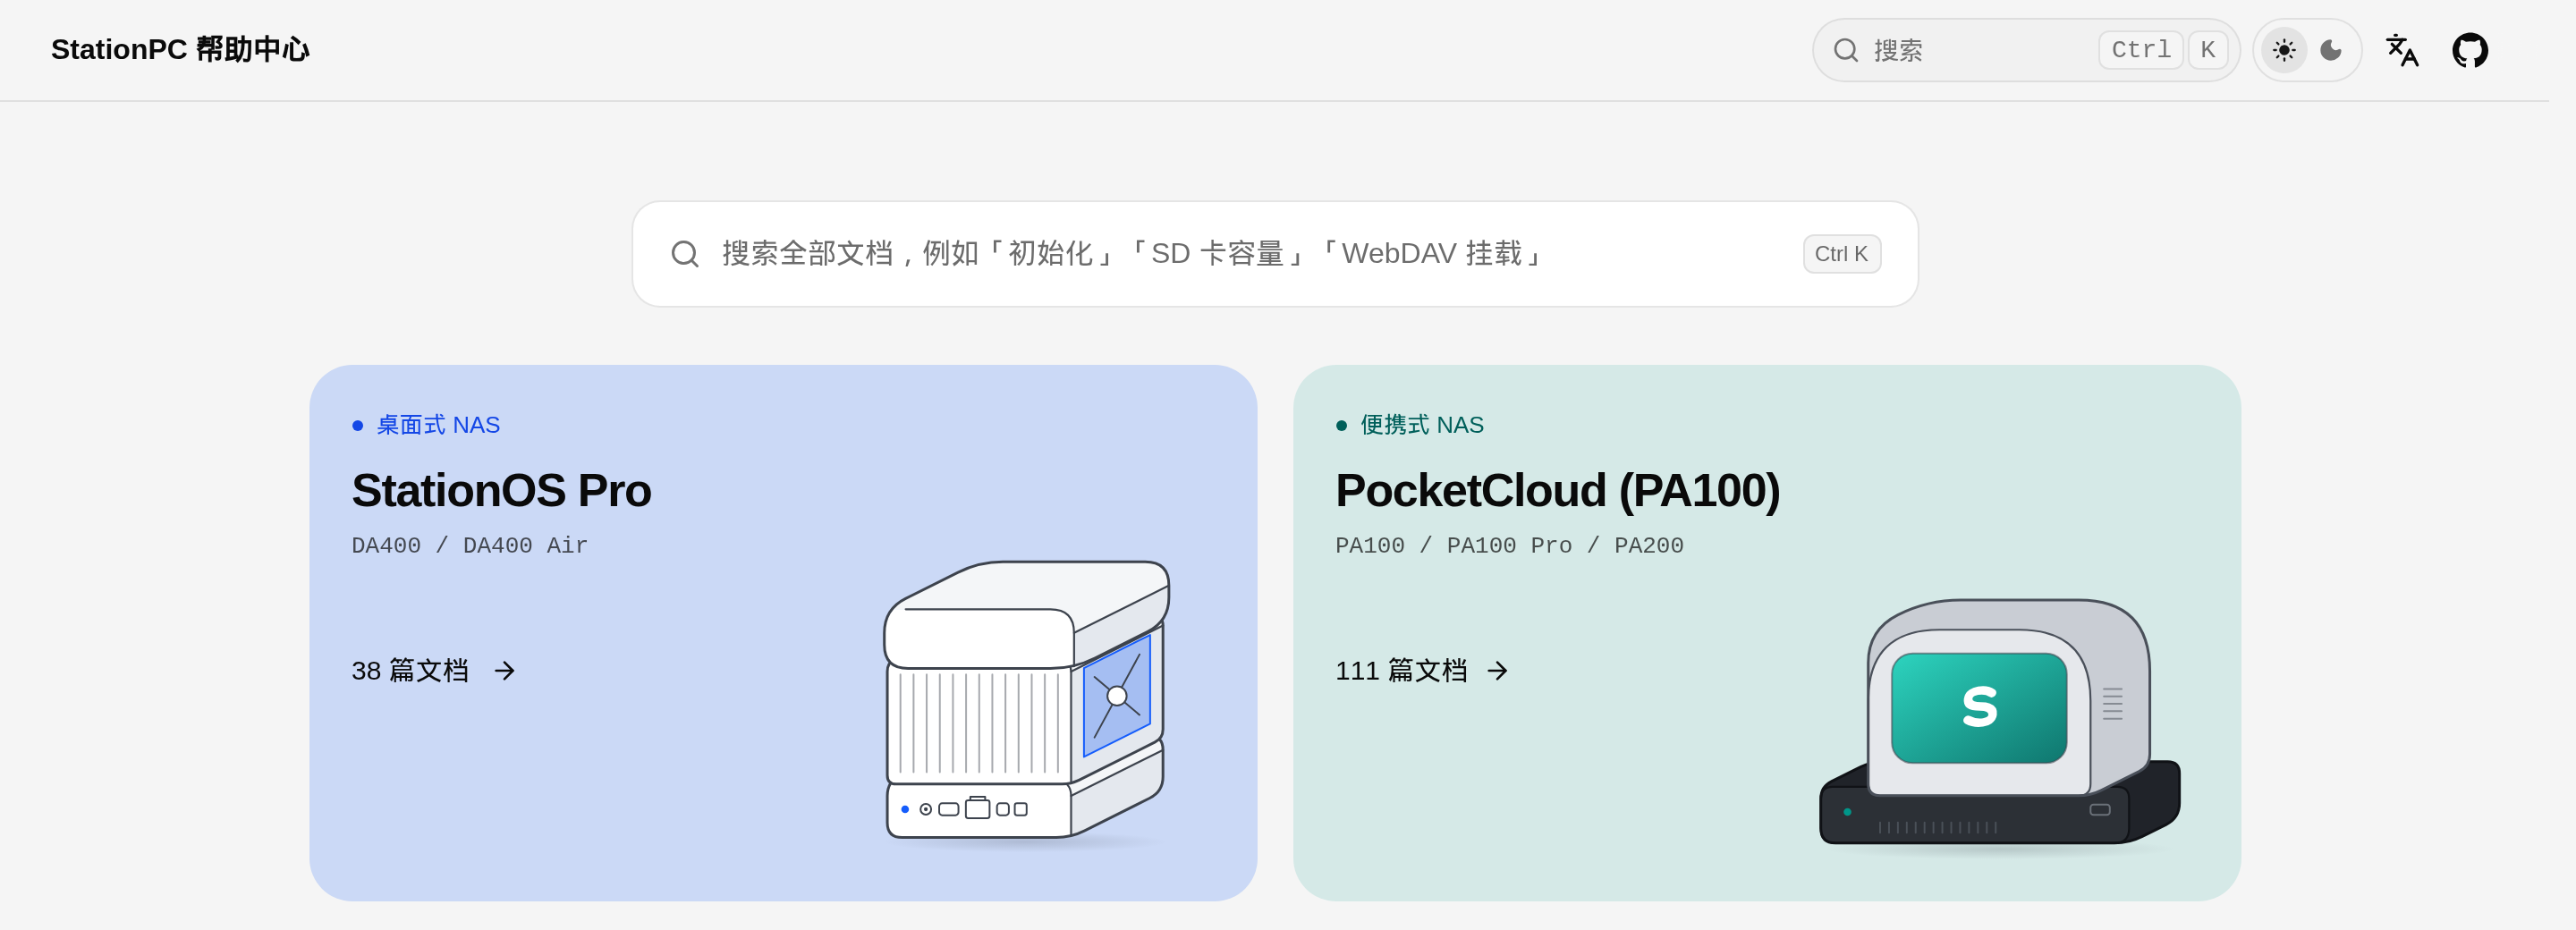 StationPC 帮助中心
搜索 Ctrl K
搜索全部文档，例如「初始化」「SD 卡容量」「WebDAV 挂载」 Ctrl K
桌面式 NAS
StationOS Pro
DA400 / DA400 Air
38 篇文档
便携式 NAS
PocketCloud (PA100)
PA100 / PA100 Pro / PA200
111 篇文档
S